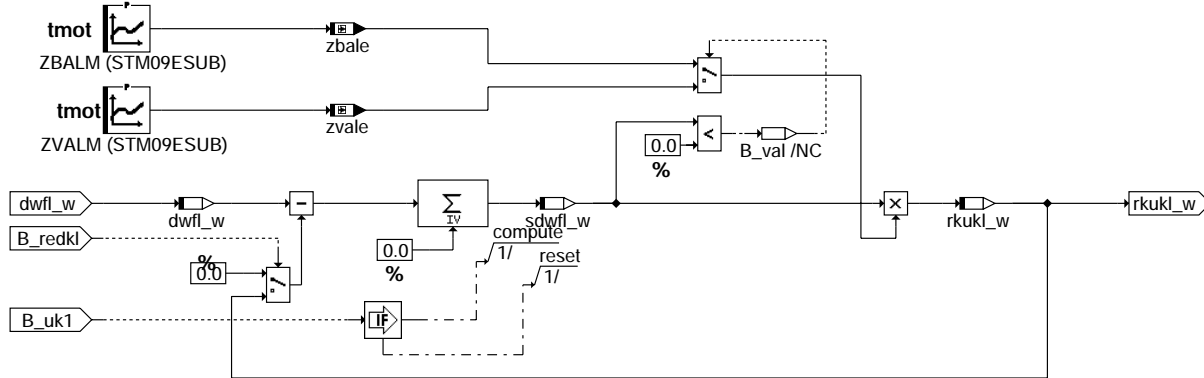 tmot
P
ZBALM (STM09ESUB)
zbale
tmot
P
ZVALM (STM09ESUB)
zvale
<
0.0
%
B_val /NC
dwfl_w
dwfl_w
−
Σ
IV
sdwfl_w
×
rkukl_w
rkukl_w
B_redkl
%
0.0
0.0
%
compute
1/
reset
1/
B_uk1
IF